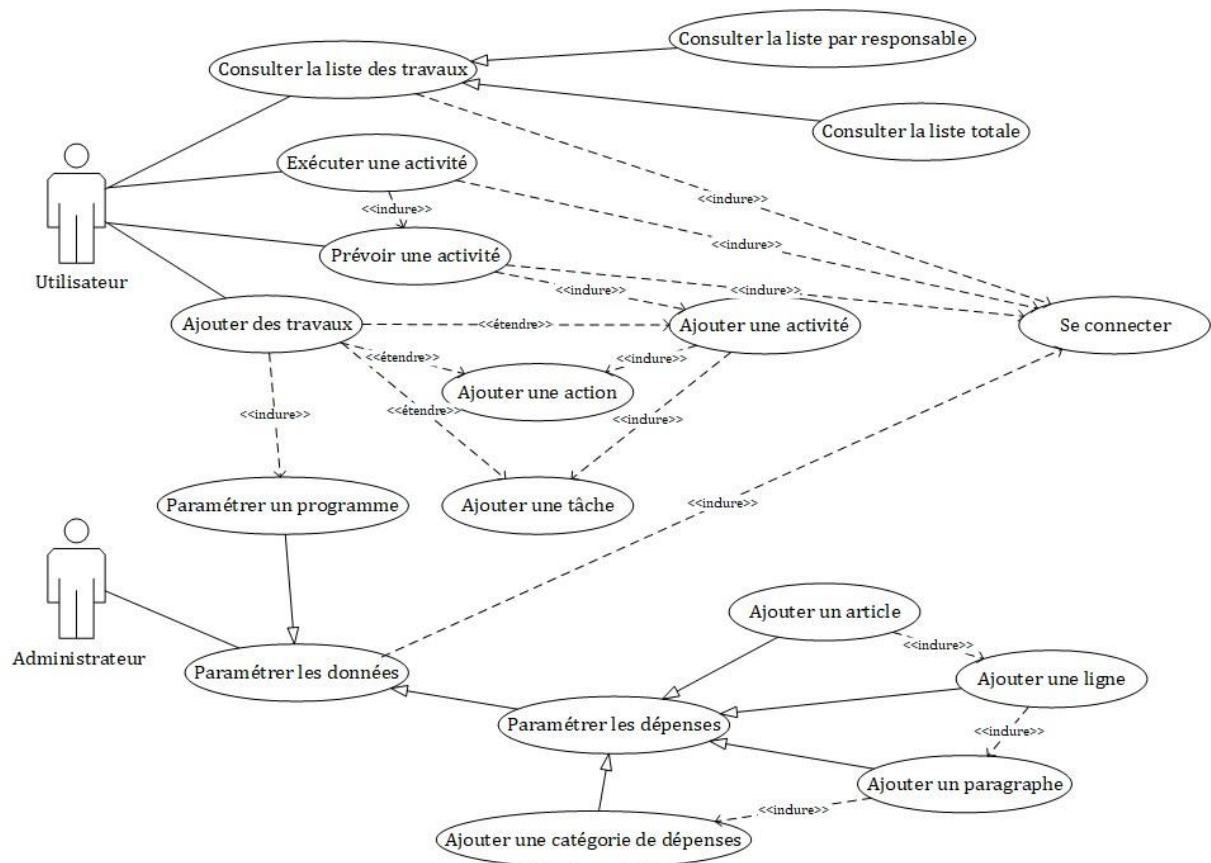 Consulter la liste par responsable
Consulter la liste des travaux
Consulter la liste totale
Exécuter une activité
<<indure>>
<<indure>>
<<indure>>
Prévoir une activité
<<indure>>
<<indure>>
Utilisateur
Ajouter des travaux
<<étendre>>
Ajouter une activité
Se connecter
<<étendre>>
<<indure>>
Ajouter une action
<<indure>>
<<étendre>>
<<indure>>
Paramétrer un programme
Ajouter une tâche
<<indure>>
Ajouter un article
Administrateur
<<indure>>
Paramétrer les données
Ajouter une ligne
Paramétrer les dépenses
<<indure>>
Ajouter un paragraphe
<<indure>>
Ajouter une catégorie de dépenses